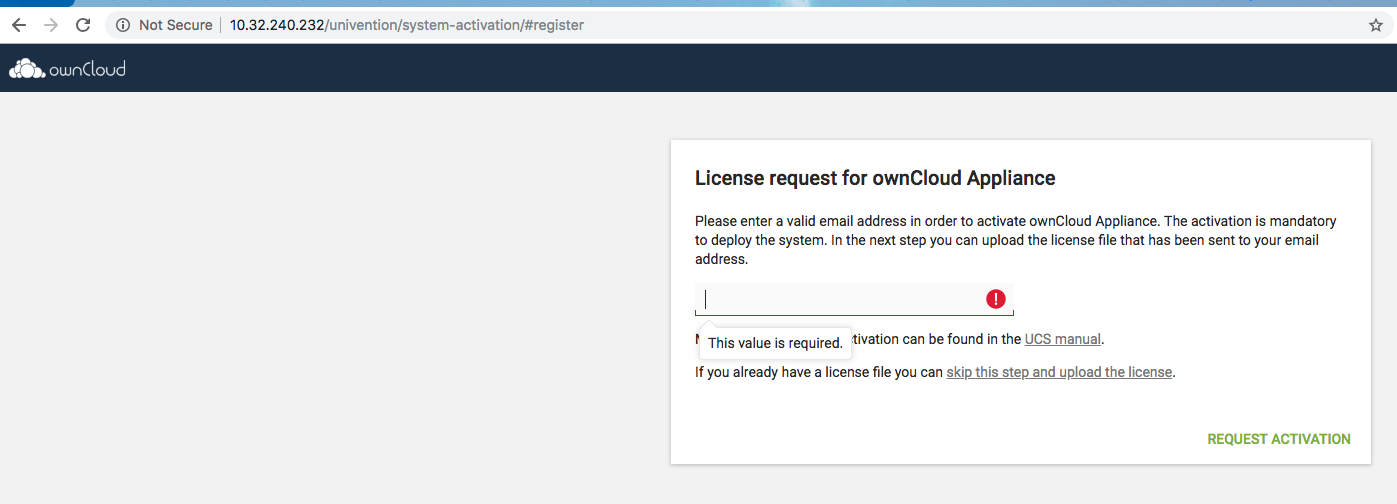 Not Secure | 10.32.240.232/univention/system-activation/#register
ownCloud
License request for ownCloud Appliance
Please enter a valid email address in order to activate ownCloud Appliance. The activation is mandatory
to deploy the system. In the next step you can upload the license file that has been sent to your email
address.
This value is required.
tivation can be found in the UCS manual.
If you already have a license file you can skip this step and upload the license.
REQUEST ACTIVATION